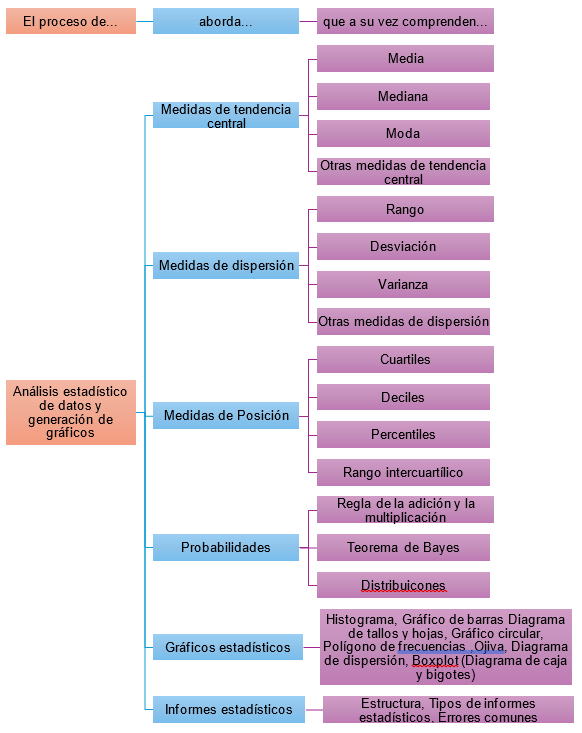 El proceso de...
aborda...
que a su vez comprenden...
Medidas de tendencia
central
Media
Mediana
Moda
Otras medidas de tendencia
central
Medidas de dispersión
Rango
Desviación
Varianza
Otras medidas de dispersión
Análisis estadístico
de datos y
generación de
gráficos
Medidas de Posición
Cuartiles
Deciles
Percentiles
Rango intercuartílico
Probabilidades
Regla de la adición y la
multiplicación
Teorema de Bayes
Distribuicones
Gráficos estadísticos
Histograma, Gráfico de barras Diagrama
de tallos y hojas, Gráfico circular,
Polígono de frecuencias ,Ojiva, Diagrama
de dispersión, Boxplot (Diagrama de caja
y bigotes)
Informes estadísticos
Estructura, Tipos de informes
estadísticos, Errores comunes